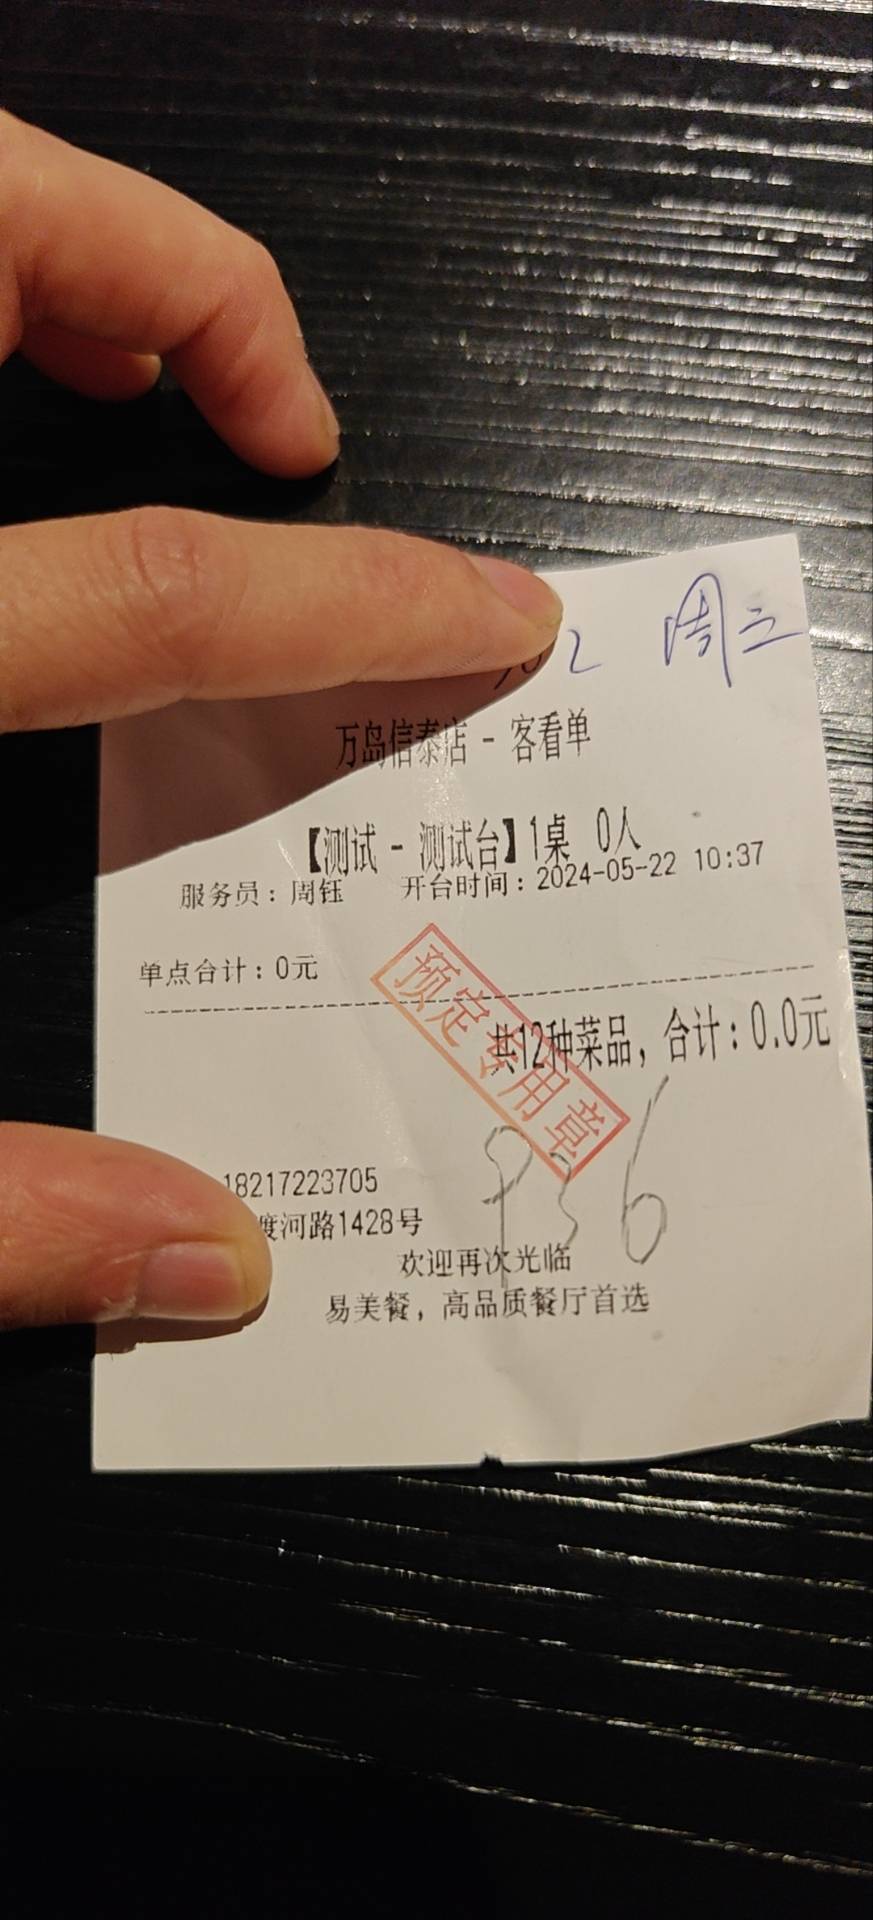 2 周
万岛信泰店 - 客看单
【测试 - 测试台】1桌 0人
服务员：周钰 开台时间：2024-05-22 10:37
单点合计：0元
预定专用章
共12种菜品，合计：0.0元
18217223705
P36
渡河路1428号
欢迎再次光临
易美餐，高品质餐厅首选